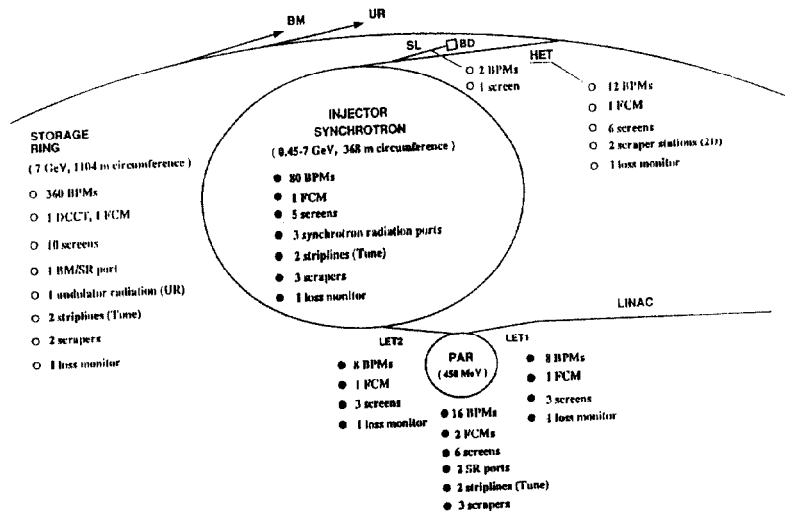 BM
UR
SL
BD
HET
2 BPMs
1 screen
12 BPMs
1 FCM
6 screens
2 scraper stations (2D)
1 loss monitor
STORAGE
RING
(7 GeV, 1104 m circumference)
360 BPMs
1 DCCT, 1 FCM
10 screens
1 BM/SR port
1 undulator radiation (UR)
2 striplines (Tune)
2 scrapers
1 loss monitor
INJECTOR
SYNCHROTRON
(0.45-7 GeV, 368 m circumference)
80 BPMs
1 FCM
5 screens
3 synchrotron radiation ports
2 striplines (Tune)
3 scrapers
1 loss monitor
LINAC
LET2
8 BPMs
1 FCM
3 screens
1 loss monitor
PAR
(450 MeV)
16 BPMs
2 FCMs
6 screens
2 SR ports
2 striplines (Tune)
3 scrapers
LET1
8 BPMs
1 FCM
3 screens
1 loss monitor